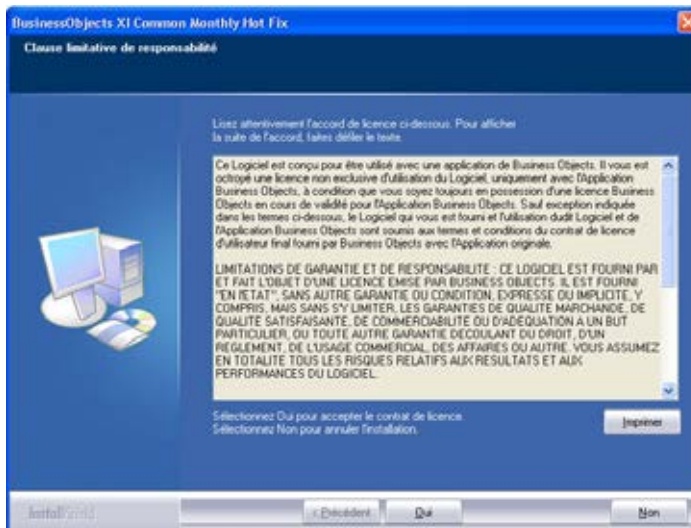 BusinessObjects XI Common Monthly Hot Fix
Clause limitative de responsabilité
Lisez attentivement l'accord de licence ci-dessous. Pour afficher
la suite de l'accord, faites défiler le texte.
Ce Logiciel est conçu pour être utilisé avec une application de Business Objects. Il vous est
octroyé une licence non exclusive d'utilisation du Logiciel, uniquement avec l'Application
Business Objects, à condition que vous soyez toujours en possession d'une licence Business
Objects en cours de validité pour l'Application Business Objects. Sauf exception indiquée
dans les termes ci-dessous, le Logiciel qui vous est fourni et l'utilisation dudit Logiciel et de
l'Application Business Objects sont soumis aux termes et conditions du contrat de licence
d'utilisateur final fourni par Business Objects avec l'Application originale.
LIMITATIONS DE GARANTIE ET DE RESPONSABILITE : CE LOGICIEL EST FOURNI PAR
ET FAIT L'OBJET D'UNE LICENCE EMISE PAR BUSINESS OBJECTS. IL EST FOURNI
"EN l'ETAT", SANS AUTRE GARANTIE OU CONDITION, EXPRESSE OU IMPLICITE, Y
COMPRIS, MAIS SANS S'Y LIMITER, LES GARANTIES DE QUALITE MARCHANDE, DE
QUALITE SATISFAISANTE, DE COMMERCIABILITE OU D'ADEQUATION A UN BUT
PARTICULIER, OU TOUTE AUTRE GARANTIE DECOULANT DU DROIT, D'UN
REGLEMENT, DE L'USAGE COMMERCIAL, DES AFFAIRES OU AUTRE. VOUS ASSUMEZ
EN TOTALITE TOUS LES RISQUES RELATIFS AUX RESULTATS ET AUX
PERFORMANCES DU LOGICIEL.
Sélectionnez Oui pour accepter le contrat de licence.
Sélectionnez Non pour annuler l'installation.
Imprimer
InstallShield
< Précédent
Oui
Non